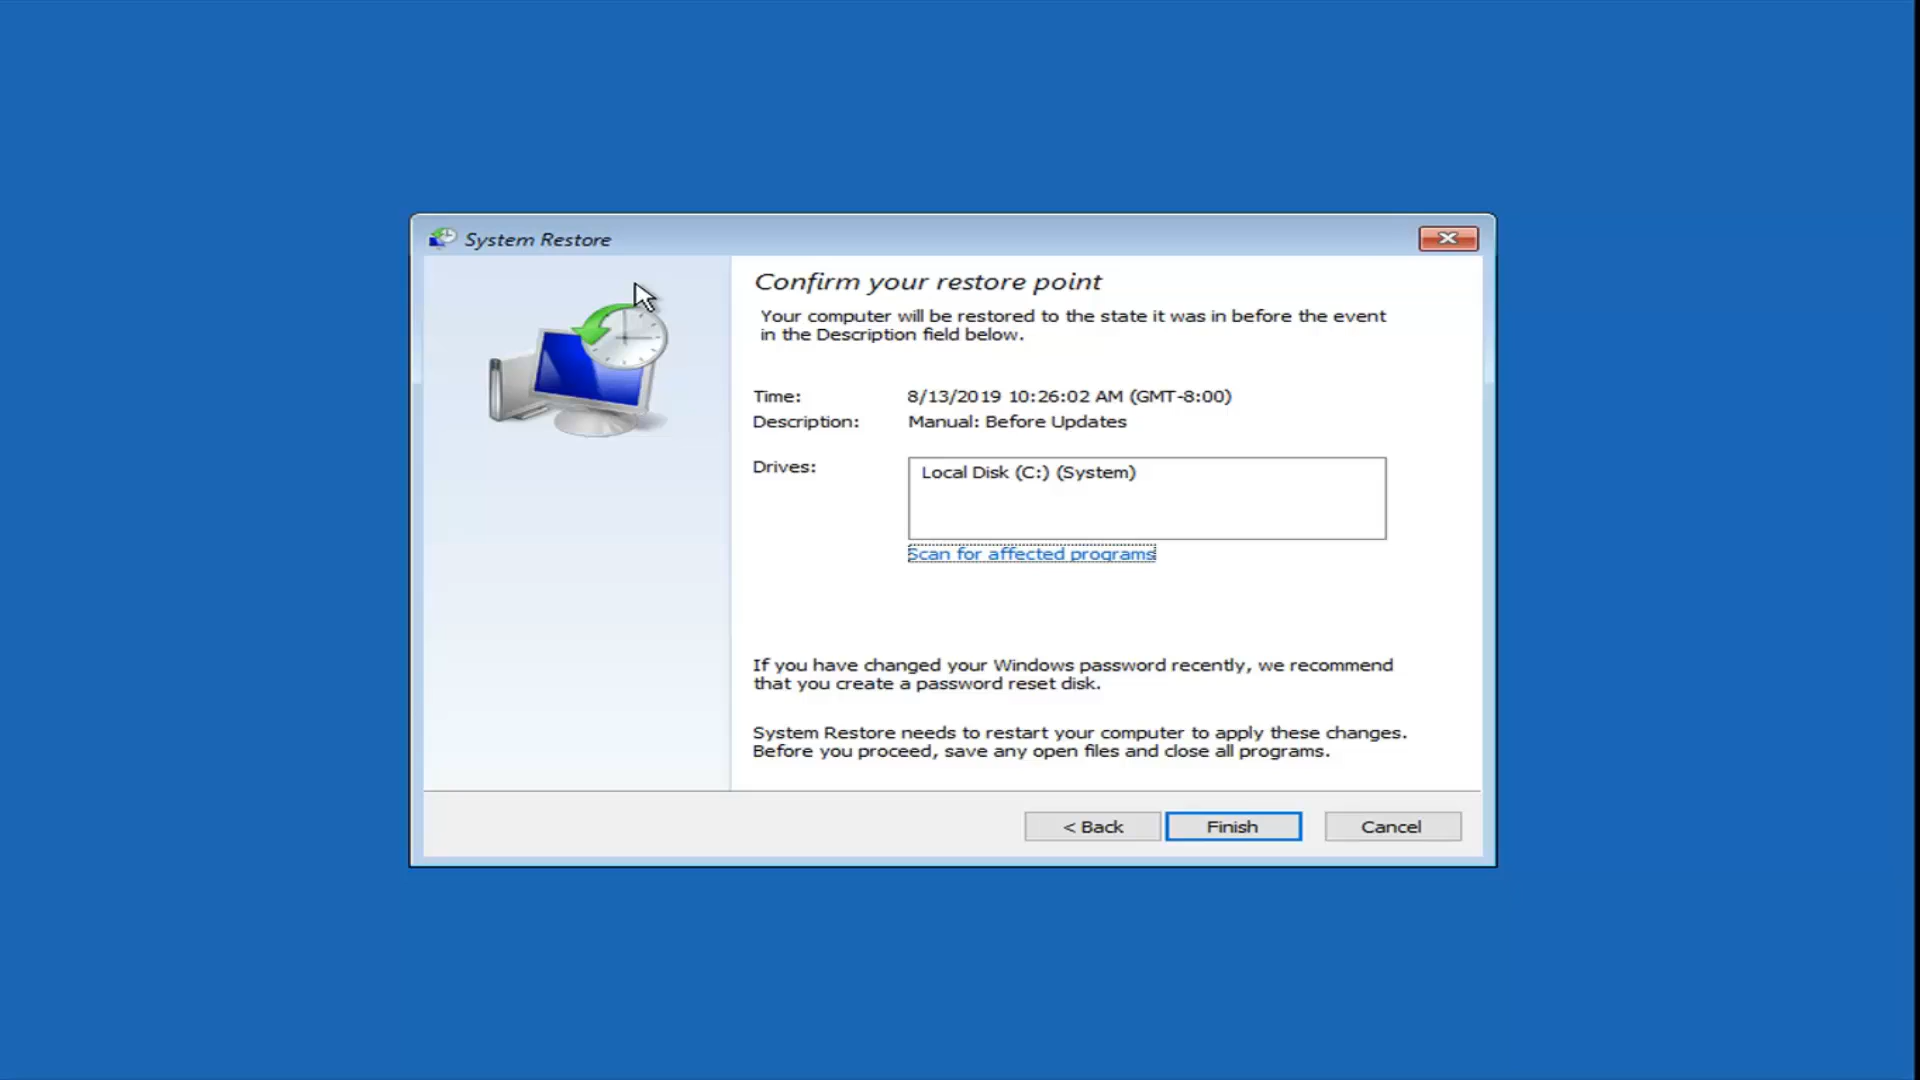 System Restore
Confirm your restore point
Your computer will be restored to the state it was in before the event
in the Description field below.
Time: 8/13/2019 10:26:02 AM (GMT-8:00)
Description: Manual: Before Updates
Drives: Local Disk (C:) (System)
Scan for affected programs
If you have changed your Windows password recently, we recommend
that you create a password reset disk.
System Restore needs to restart your computer to apply these changes.
Before you proceed, save any open files and close all programs.
< Back Finish Cancel